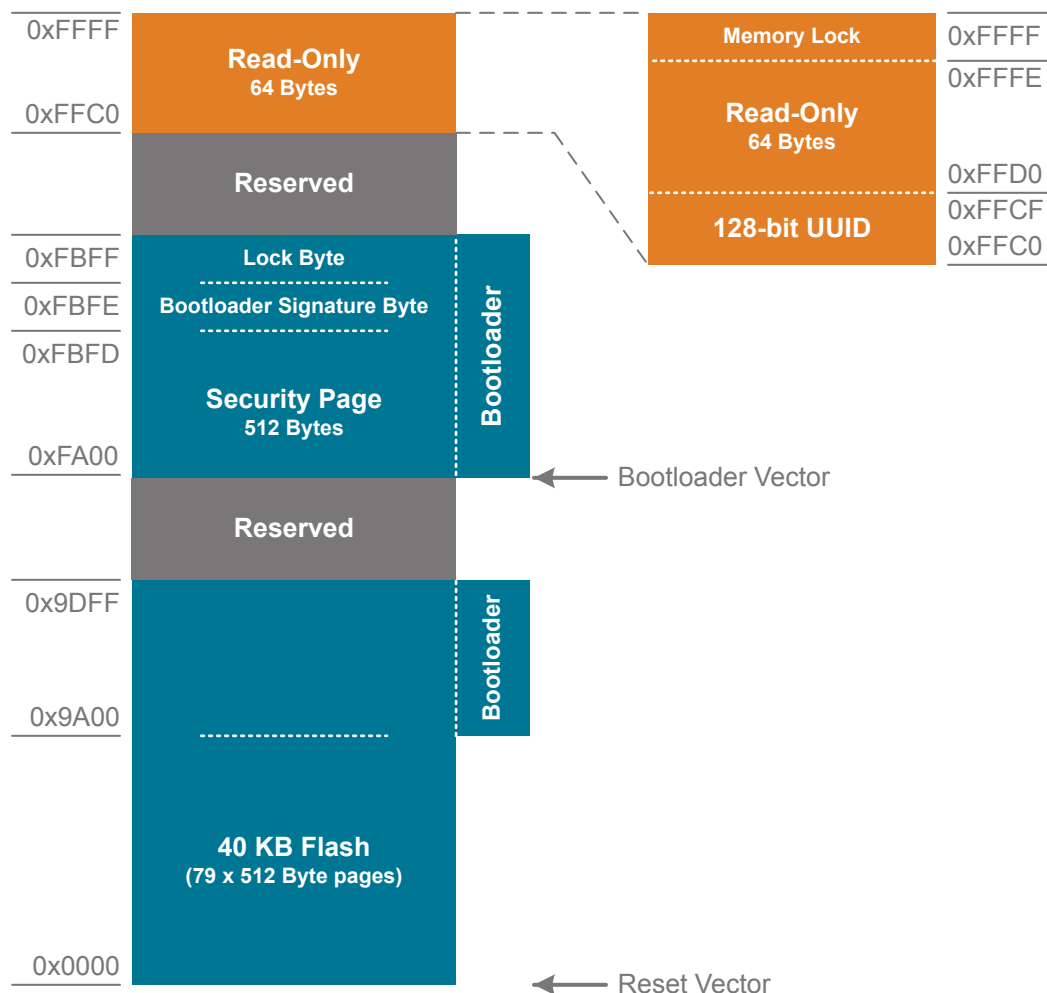 0xFFFF
Read-Only
64 Bytes
0xFFC0
Reserved
0xFBFF
Lock Byte
0xFBFE
Bootloader Signature Byte
0xFBFD
Security Page
512 Bytes
0xFA00
Bootloader
Bootloader Vector
Reserved
0x9DFF
Bootloader
0x9A00
40 KB Flash
(79 x 512 Byte pages)
0x0000
Reset Vector
Memory Lock
0xFFFF
0xFFFE
Read-Only
64 Bytes
0xFFD0
0xFFCF
128-bit UUID
0xFFC0